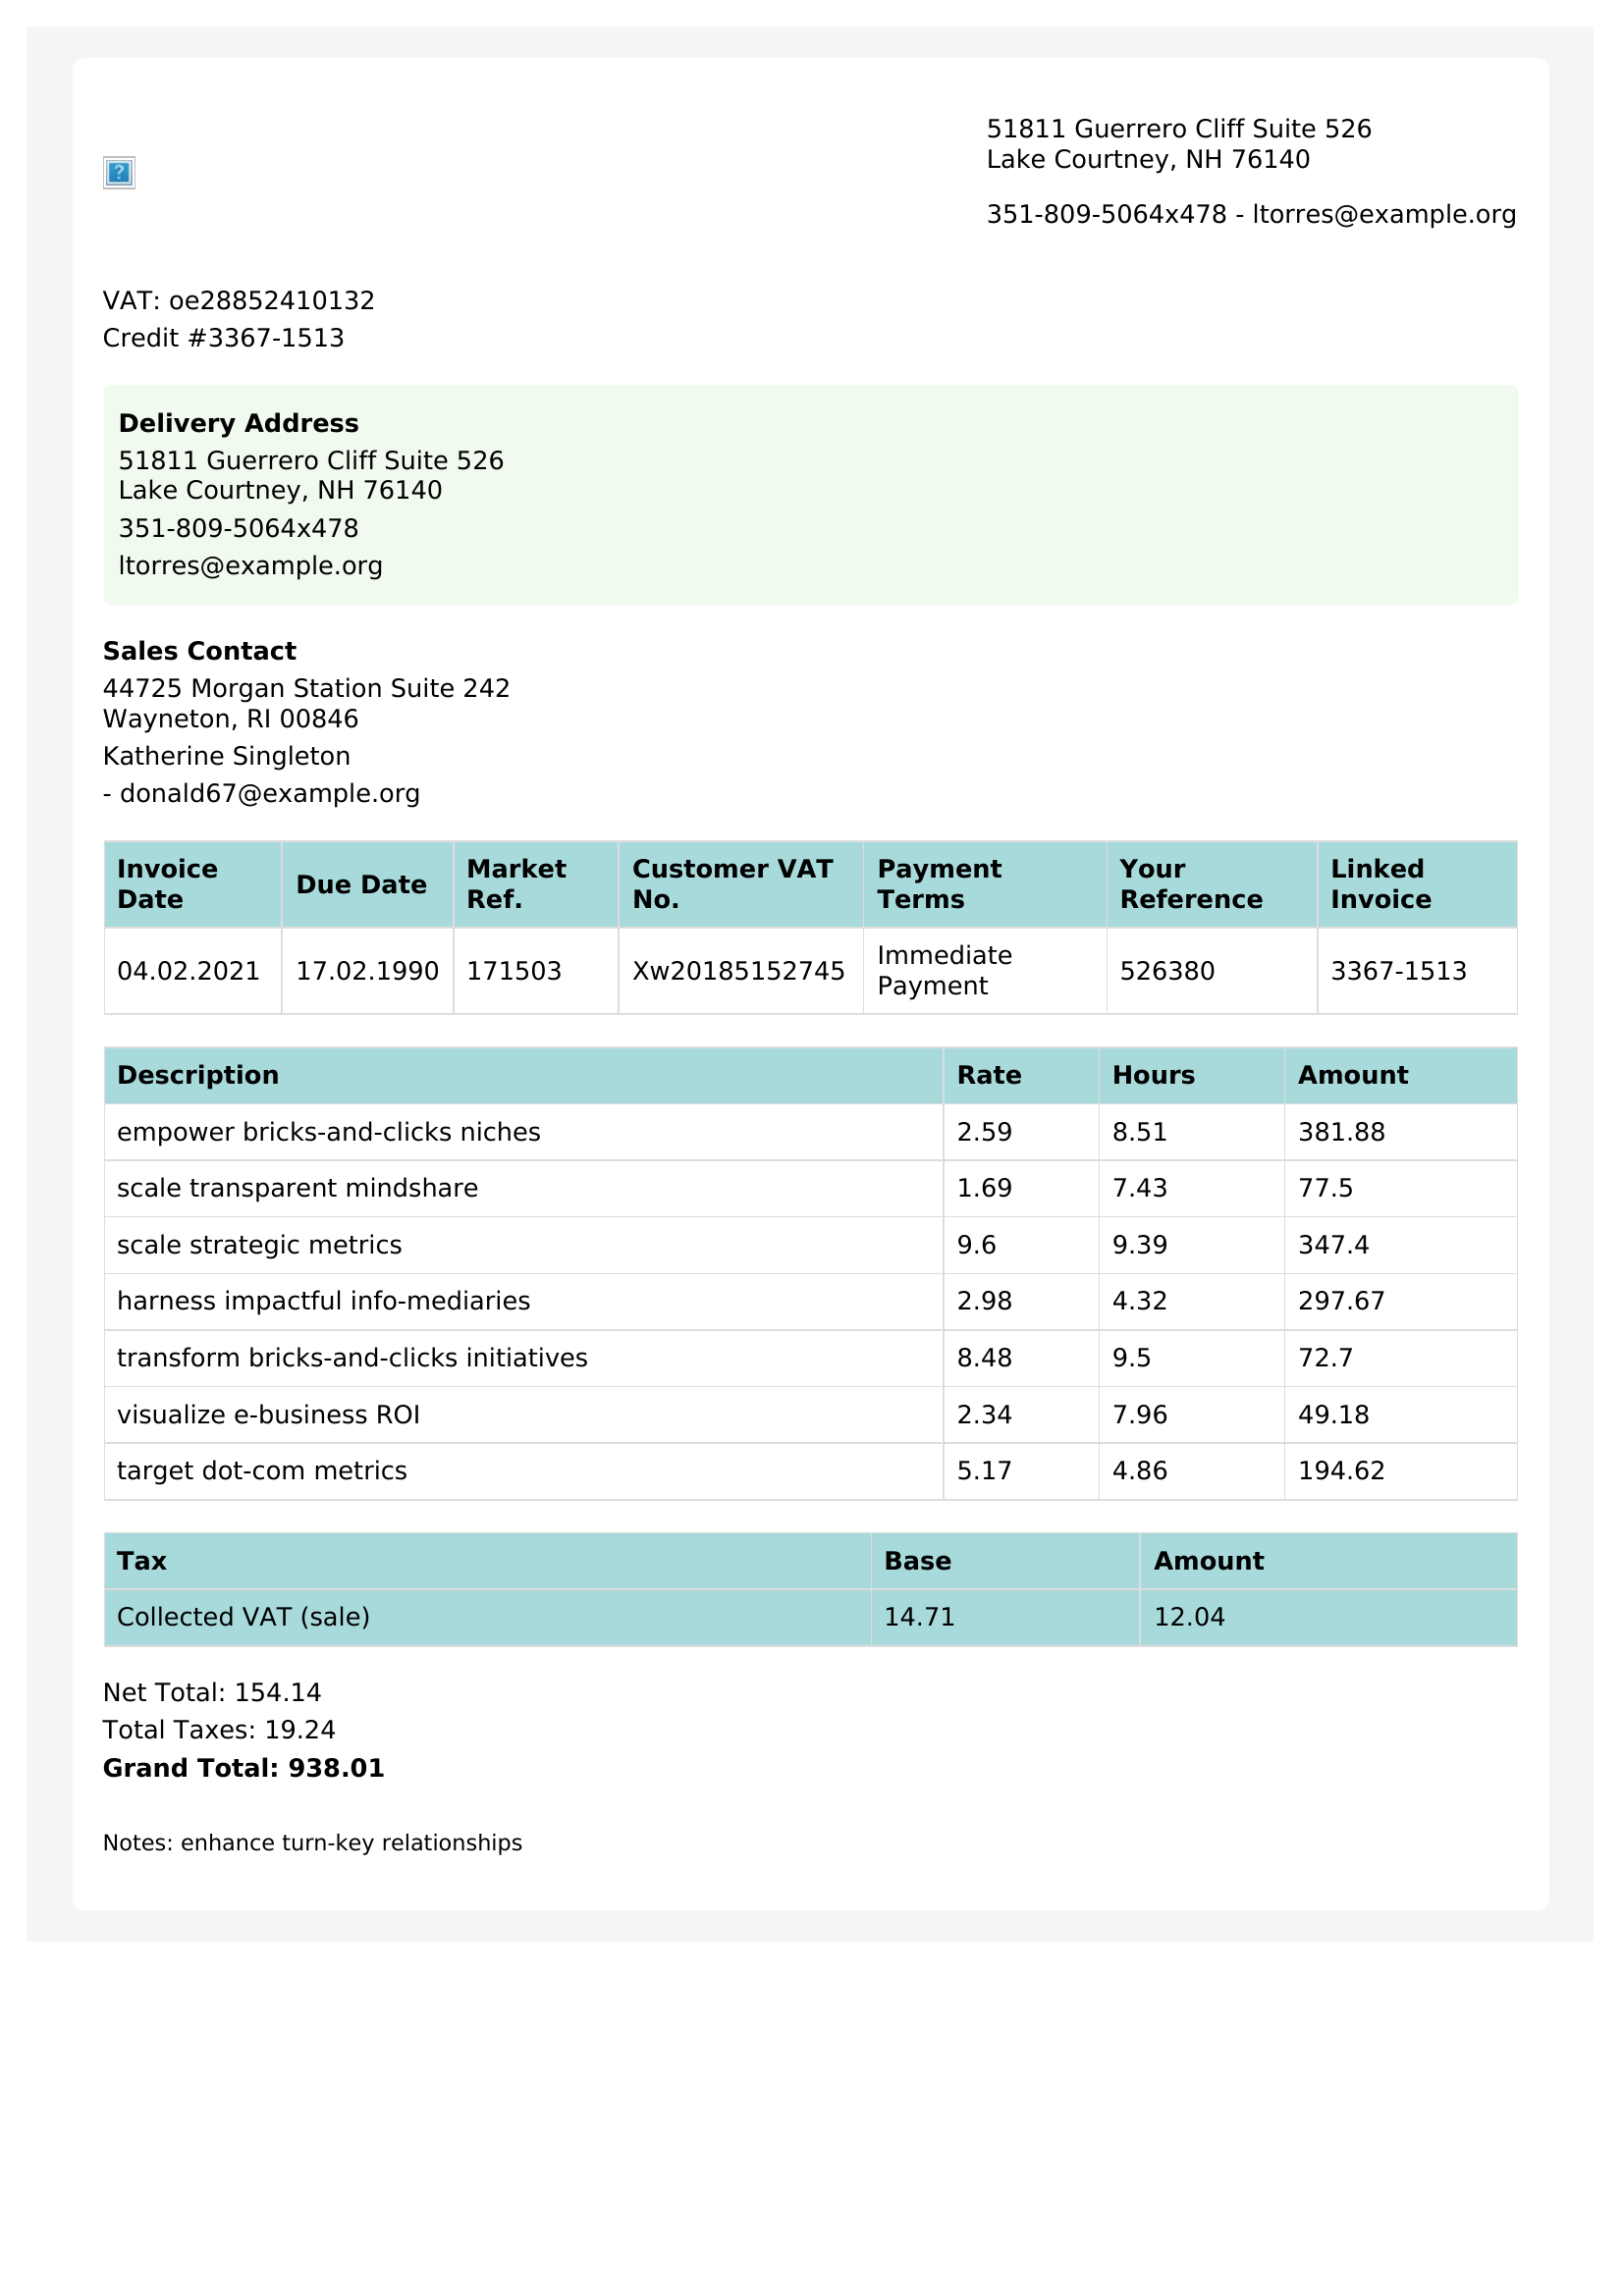 51811 Guerrero Cliff Suite 526
Lake Courtney, NH 76140
351-809-5064x478 - ltorres@example.org
VAT: oe28852410132
Credit #3367-1513
Delivery Address
51811 Guerrero Cliff Suite 526
Lake Courtney, NH 76140
351-809-5064x478
ltorres@example.org
Sales Contact
44725 Morgan Station Suite 242
Wayneton, RI 00846
Katherine Singleton
- donald67@example.org
Invoice Date Due Date Market Ref. Customer VAT No. Payment Terms Your Reference Linked Invoice
04.02.2021 17.02.1990 171503 Xw20185152745 Immediate Payment 526380 3367-1513
Description Rate Hours Amount
empower bricks-and-clicks niches 2.59 8.51 381.88
scale transparent mindshare 1.69 7.43 77.5
scale strategic metrics 9.6 9.39 347.4
harness impactful info-mediaries 2.98 4.32 297.67
transform bricks-and-clicks initiatives 8.48 9.5 72.7
visualize e-business ROI 2.34 7.96 49.18
target dot-com metrics 5.17 4.86 194.62
Tax Base Amount
Collected VAT (sale) 14.71 12.04
Net Total: 154.14
Total Taxes: 19.24
Grand Total: 938.01
Notes: enhance turn-key relationships